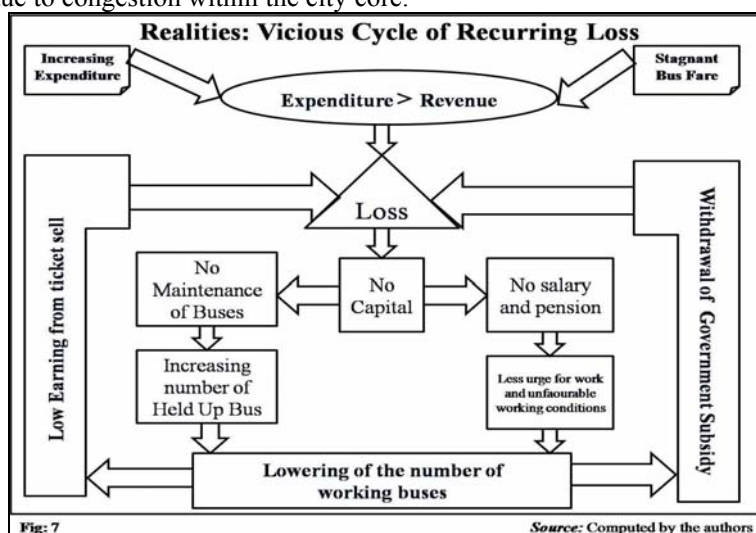 due to congestion within the city core.
Realities: Vicious Cycle of Recurring Loss
Increasing
Expenditure
Stagnant
Bus Fare
Expenditure > Revenue
Loss
Low Earning from ticket sell
Withdrawal of Government Subsidy
No
Maintenance
of Buses
No
Capital
No salary
and pension
Increasing
number of
Held Up Bus
Less urge for work
and unfaourable
working conditions
Lowering of the number of
working buses
Fig: 7
Source: Computed by the authors